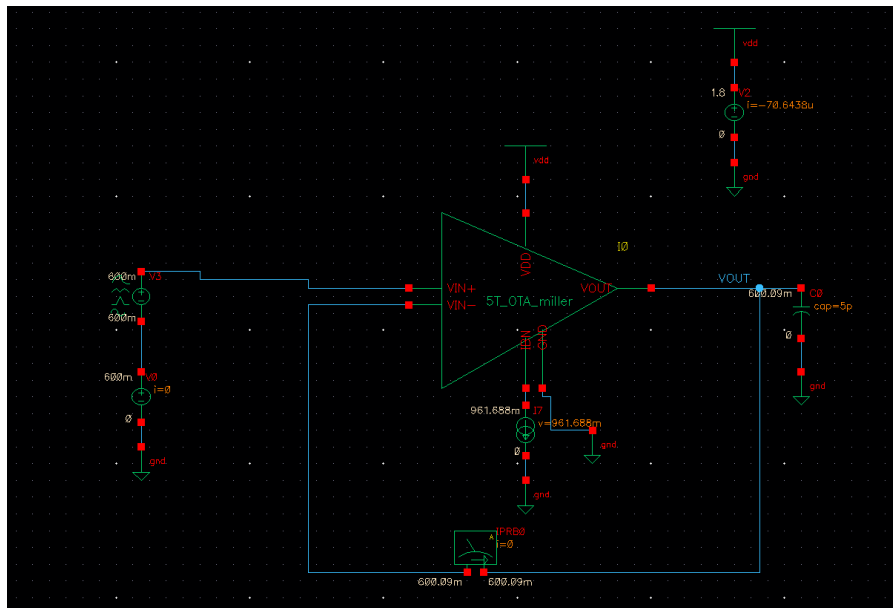 vdd
1.8
V2
i=-70.6438u
0
gnd
vdd
I0
VDD
600m
V3
VIN+
VIN-
VOUT
5T_OTA_miller
VOUT
600.09m
C0
cap=5p
0
gnd
600m
600m
V0
i=0
0
gnd
GND
961.688m
I7
v=961.688m
0
gnd
gnd
IPRB0
A
i=0
600.09m
600.09m